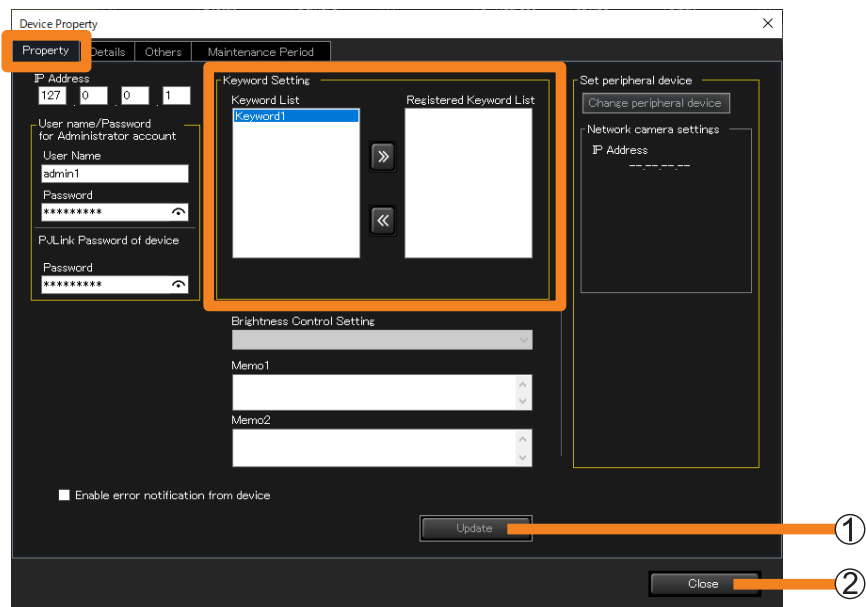 Device Property
Property Details Others Maintenance Period
IP Address
127 . 0 . 0 . 1
User name/Password
for Administrator account
User Name
admin1
Password
*********
PJLink Password of device
Password
*********
Keyword Setting
Keyword List
Keyword1
Registered Keyword List
Brightness Control Setting
Memo1
Memo2
Set peripheral device
Change peripheral device
Network camera settings
IP Address
--.--.--.--
Enable error notification from device
Update
①
Close
②